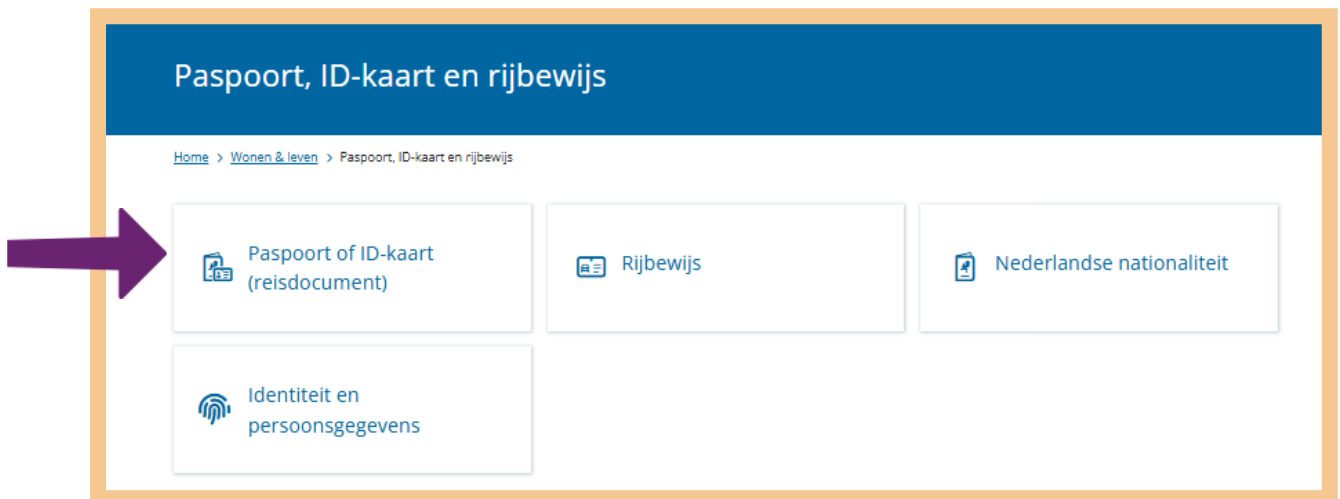 Paspoort, ID-kaart en rijbewijs
Home > Wonen & leven > Paspoort, ID-kaart en rijbewijs
Paspoort of ID-kaart
(reisdocument)
Rijbewijs
Nederlandse nationaliteit
Identiteit en
persoonsgegevens